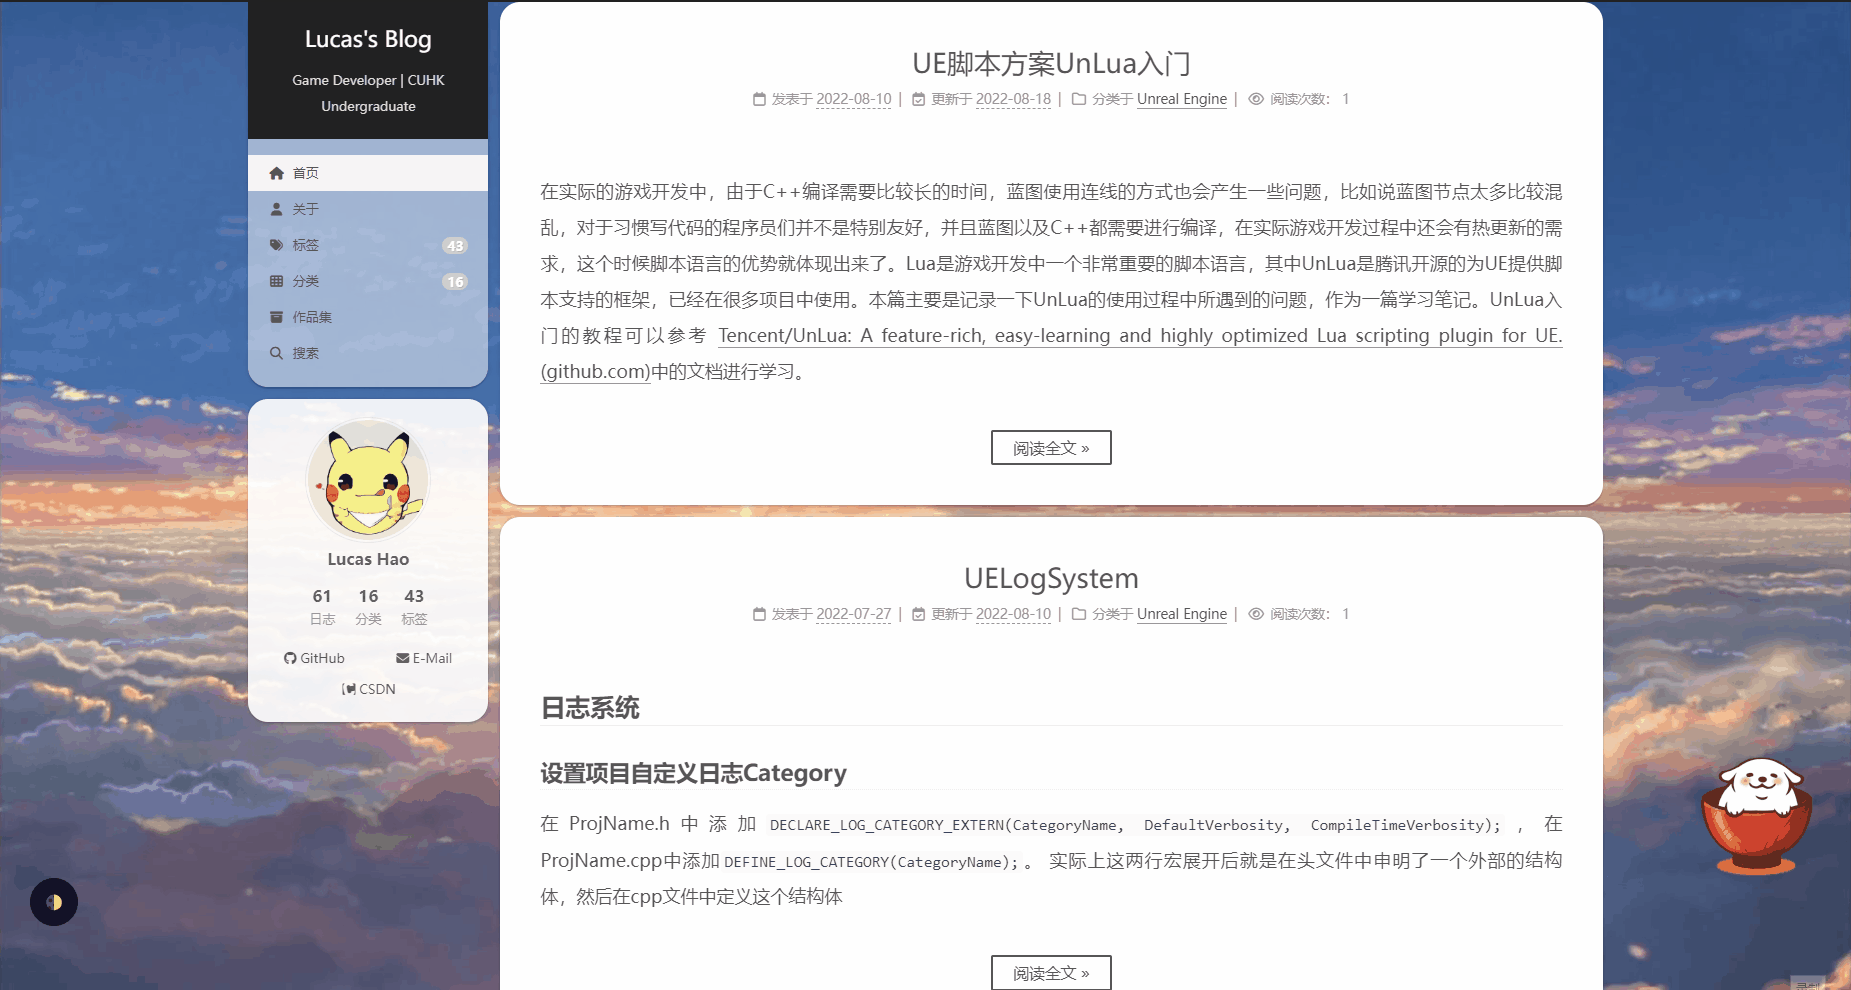 Lucas's Blog
Game Developer | CUHK
Undergraduate
首页
关于
标签 43
分类 16
作品集
搜索
Lucas Hao
61 16 43
日志 分类 标签
GitHub E-Mail
CSDN
UE脚本方案UnLua入门
发表于 2022-08-10 | 更新于 2022-08-18 | 分类于 Unreal Engine | 阅读次数： 1
在实际的游戏开发中，由于C++编译需要比较长的时间，蓝图使用连线的方式也会产生一些问题，比如说蓝图节点太多比较混
乱，对于习惯写代码的程序员们并不是特别友好，并且蓝图以及C++都需要进行编译，在实际游戏开发过程中还会有热更新的需
求，这个时候脚本语言的优势就体现出来了。Lua是游戏开发中一个非常重要的脚本语言，其中UnLua是腾讯开源的为UE提供脚
本支持的框架，已经在很多项目中使用。本篇主要是记录一下UnLua的使用过程中所遇到的问题，作为一篇学习笔记。UnLua入
门的教程可以参考 Tencent/UnLua: A feature-rich, easy-learning and highly optimized Lua scripting plugin for UE.
(github.com)中的文档进行学习。
阅读全文 »
UELogSystem
发表于 2022-07-27 | 更新于 2022-08-10 | 分类于 Unreal Engine | 阅读次数： 1
日志系统
设置项目自定义日志Category
在 ProjName.h 中添加 DECLARE_LOG_CATEGORY_EXTERN(CategoryName, DefaultVerbosity, CompileTimeVerbosity); ，在
ProjName.cpp中添加 DEFINE_LOG_CATEGORY(CategoryName); 。 实际上这两行宏展开后就是在头文件中申明了一个外部的结构
体，然后在cpp文件中定义这个结构体
阅读全文 »